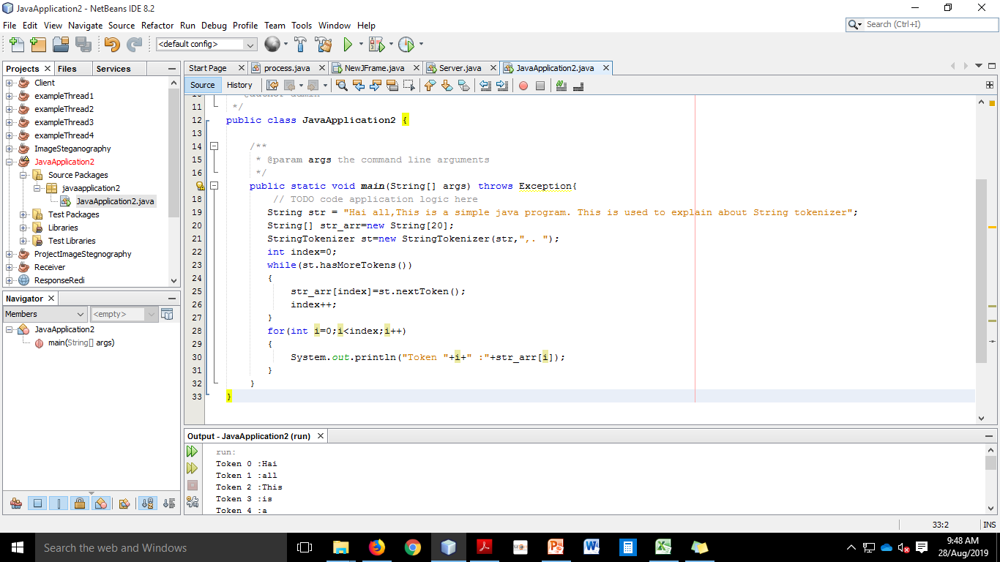 JavaApplication2 - NetBeans IDE 8.2
File Edit View Navigate Source Refactor Run Debug Profile Team Tools Window Help
Search (Ctrl+I)
<default config>
Projects Files Services
Client
exampleThread1
exampleThread2
exampleThread3
exampleThread4
ImageSteganography
JavaApplication2
Source Packages
javaapplication2
JavaApplication2.java
Test Packages
Libraries
Test Libraries
ProjectImageStegnography
Receiver
ResponseRedi
Navigator
Members <empty>
JavaApplication2
main(String[] args)
Start Page process.java NewJFrame.java Server.java JavaApplication2.java
Source History
10 * @author admin
11 */
12 public class JavaApplication2 {
13
14 /**
15 * @param args the command line arguments
16 */
public static void main(String[] args) throws Exception{
18 // TODO code application logic here
19 String str = "Hai all,This is a simple java program. This is used to explain about String tokenizer";
20 String[] str_arr=new String[20];
21 StringTokenizer st=new StringTokenizer(str,",. ");
22 int index=0;
23 while(st.hasMoreTokens())
24 {
25 str_arr[index]=st.nextToken();
26 index++;
27 }
28 for(int i=0;i<index;i++)
29 {
30 System.out.println("Token "+i+" :"+str_arr[i]);
31 }
32 }
33 }
Output - JavaApplication2 (run)
run:
Token 0 :Hai
Token 1 :all
Token 2 :This
Token 3 :is
Token 4 :a
33:2 INS
Search the web and Windows
9:48 AM
28/Aug/2019